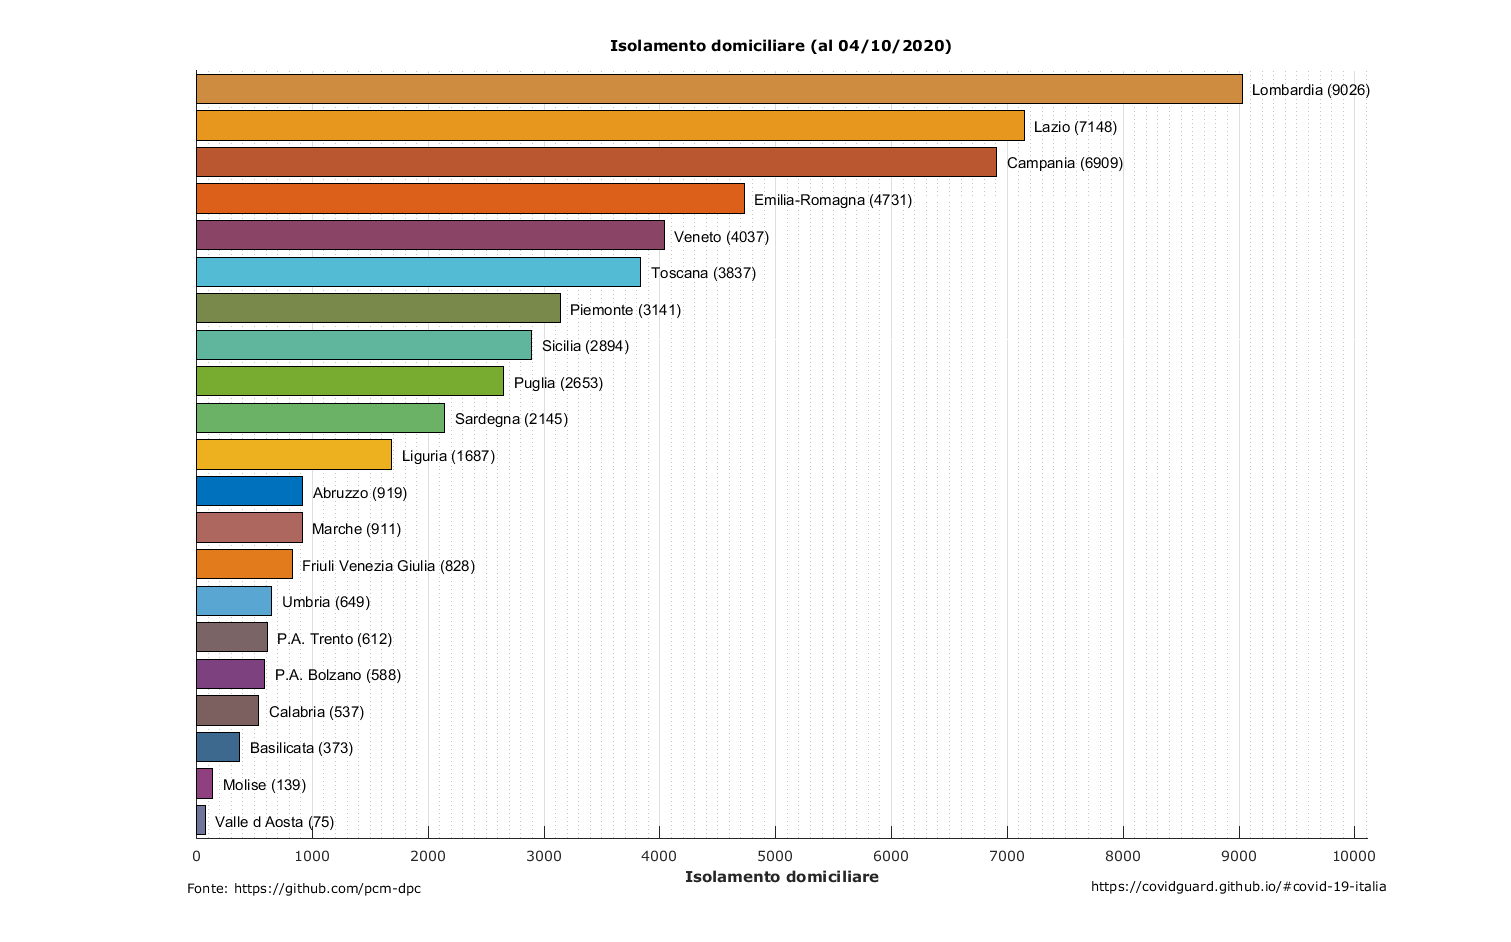 Isolamento domiciliare (al 04/10/2020)
Lombardia (9026)
Lazio (7148)
Campania (6909)
Emilia-Romagna (4731)
Veneto (4037)
Toscana (3837)
Piemonte (3141)
Sicilia (2894)
Puglia (2653)
Sardegna (2145)
Liguria (1687)
Abruzzo (919)
Marche (911)
Friuli Venezia Giulia (828)
Umbria (649)
P.A. Trento (612)
P.A. Bolzano (588)
Calabria (537)
Basilicata (373)
Molise (139)
Valle d Aosta (75)
0 1000 2000 3000 4000 5000 6000 7000 8000 9000 10000
Isolamento domiciliare
Fonte: https://github.com/pcm-dpc
https://covidguard.github.io/#covid-19-italia